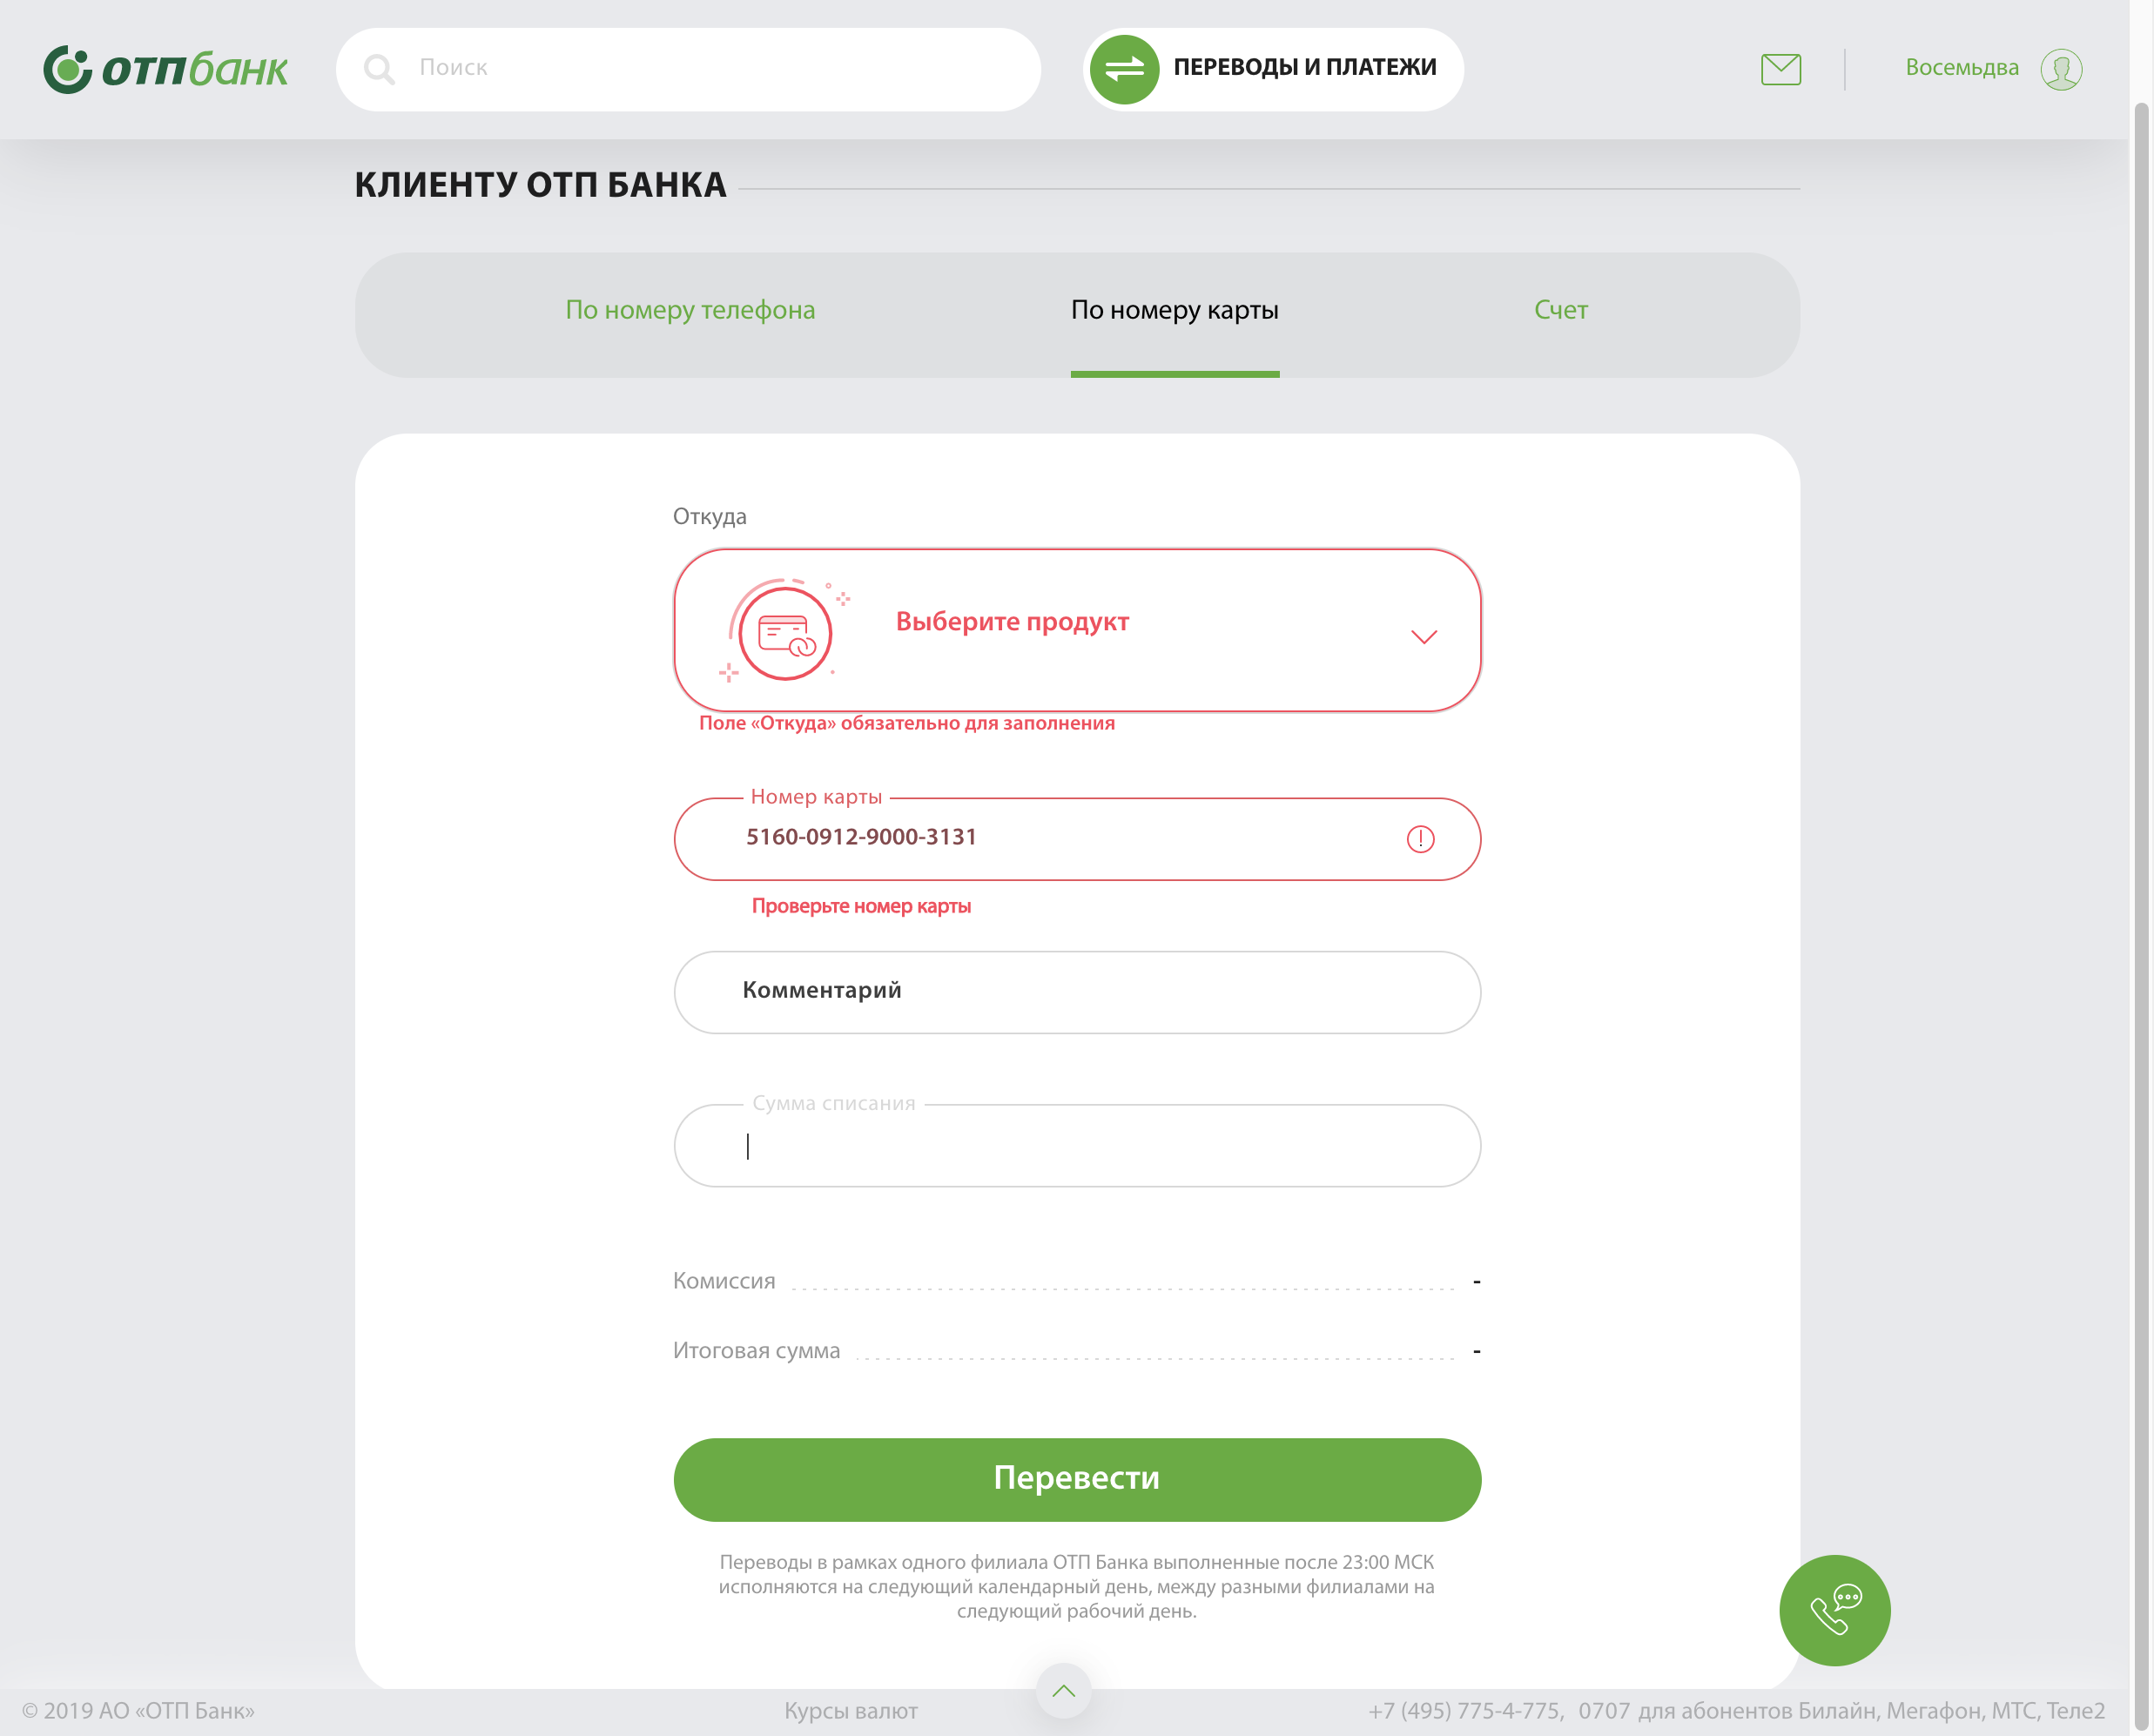 отпбанк
Поиск
ПЕРЕВОДЫ И ПЛАТЕЖИ
Восемьдва
КЛИЕНТУ ОТП БАНКА
По номеру телефона
По номеру карты
Счет
Откуда
Выберите продукт
Поле «Откуда» обязательно для заполнения
Номер карты
5160-0912-9000-3131
Проверьте номер карты
Комментарий
Сумма списания
Комиссия -
Итоговая сумма -
Перевести
Переводы в рамках одного филиала ОТП Банка выполненные после 23:00 МСК
исполняются на следующий календарный день, между разными филиалами на
следующий рабочий день.
© 2019 АО «ОТП Банк»
Курсы валют
+7 (495) 775-4-775, 0707 для абонентов Билайн, Мегафон, МТС, Теле2